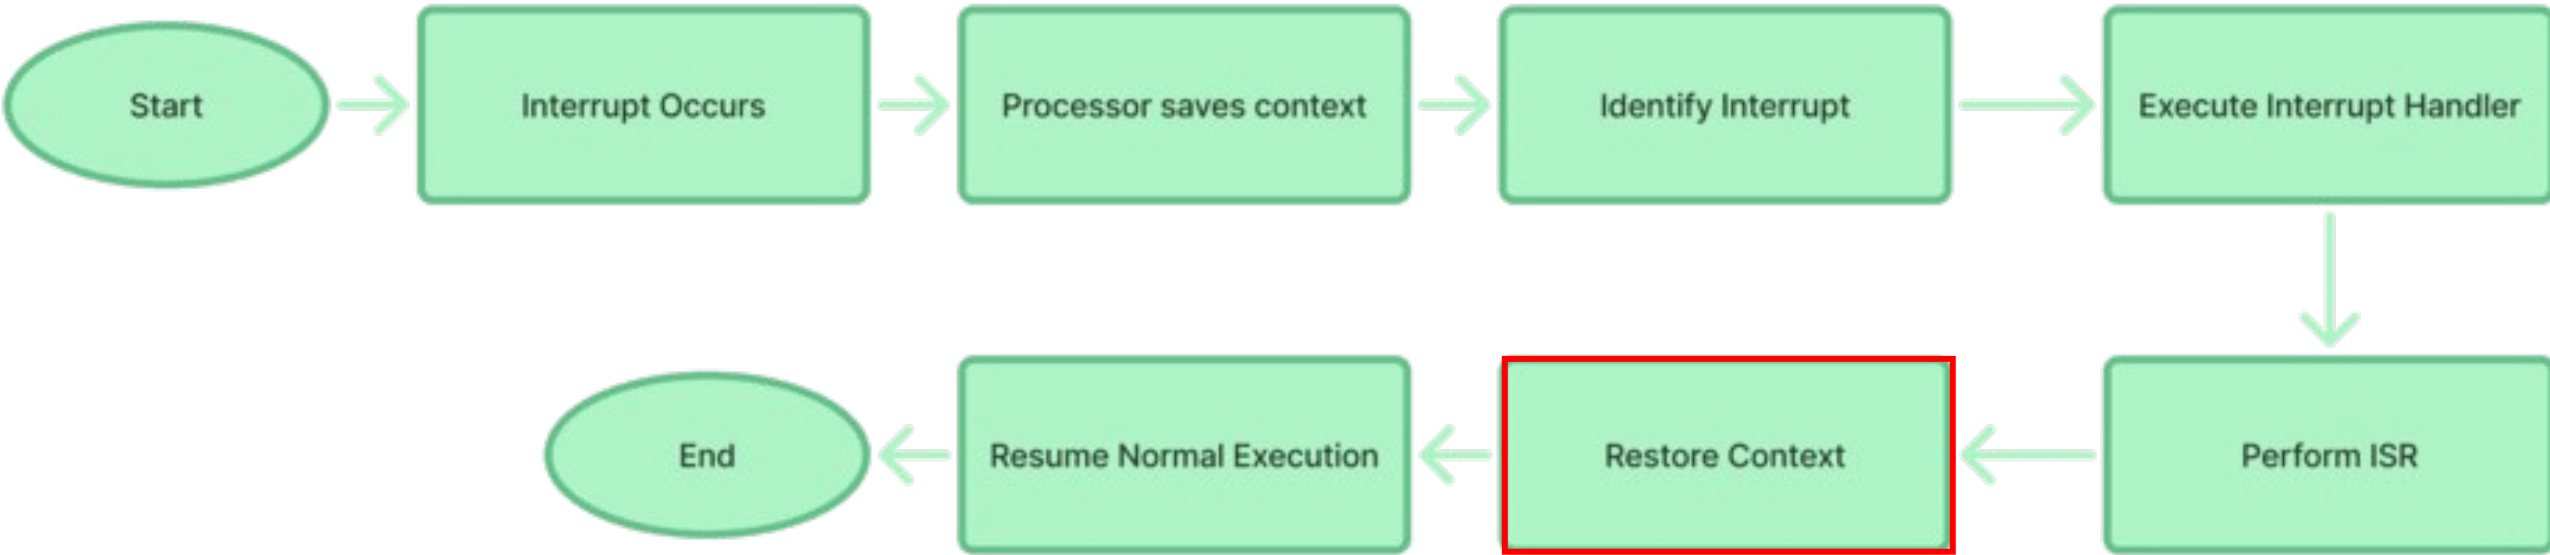 Start
Interrupt Occurs
Processor saves context
Identify Interrupt
Execute Interrupt Handler
Perform ISR
Restore Context
Resume Normal Execution
End